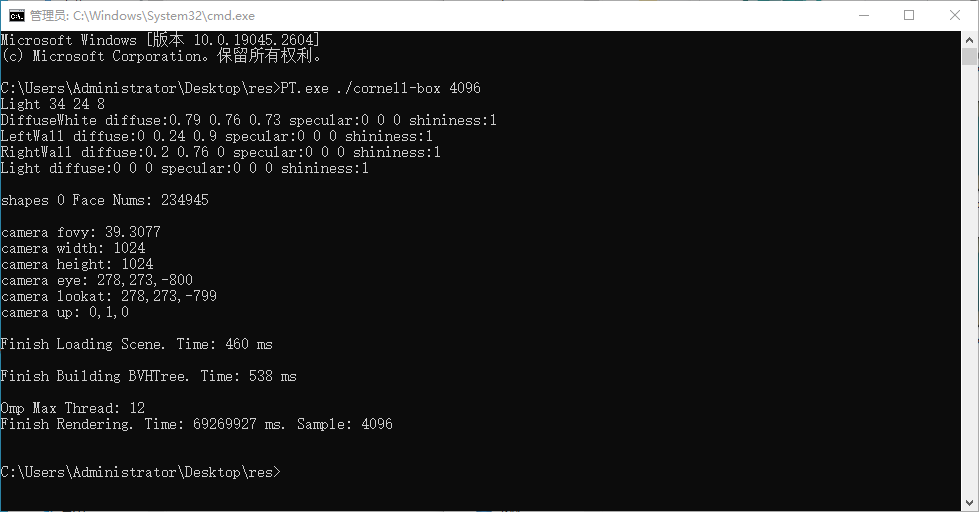 管理员: C:\Windows\System32\cmd.exe
Microsoft Windows [版本 10.0.19045.2604]
(c) Microsoft Corporation。保留所有权利。
C:\Users\Administrator\Desktop\res>PT.exe ./cornell-box 4096
Light 34 24 8
DiffuseWhite diffuse:0.79 0.76 0.73 specular:0 0 0 shininess:1
LeftWall diffuse:0 0.24 0.9 specular:0 0 0 shininess:1
RightWall diffuse:0.2 0.76 0 specular:0 0 0 shininess:1
Light diffuse:0 0 0 specular:0 0 0 shininess:1
shapes 0 Face Nums: 234945
camera fovy: 39.3077
camera width: 1024
camera height: 1024
camera eye: 278,273,-800
camera lookat: 278,273,-799
camera up: 0,1,0
Finish Loading Scene. Time: 460 ms
Finish Building BVHTree. Time: 538 ms
Omp Max Thread: 12
Finish Rendering. Time: 69269927 ms. Sample: 4096
C:\Users\Administrator\Desktop\res>